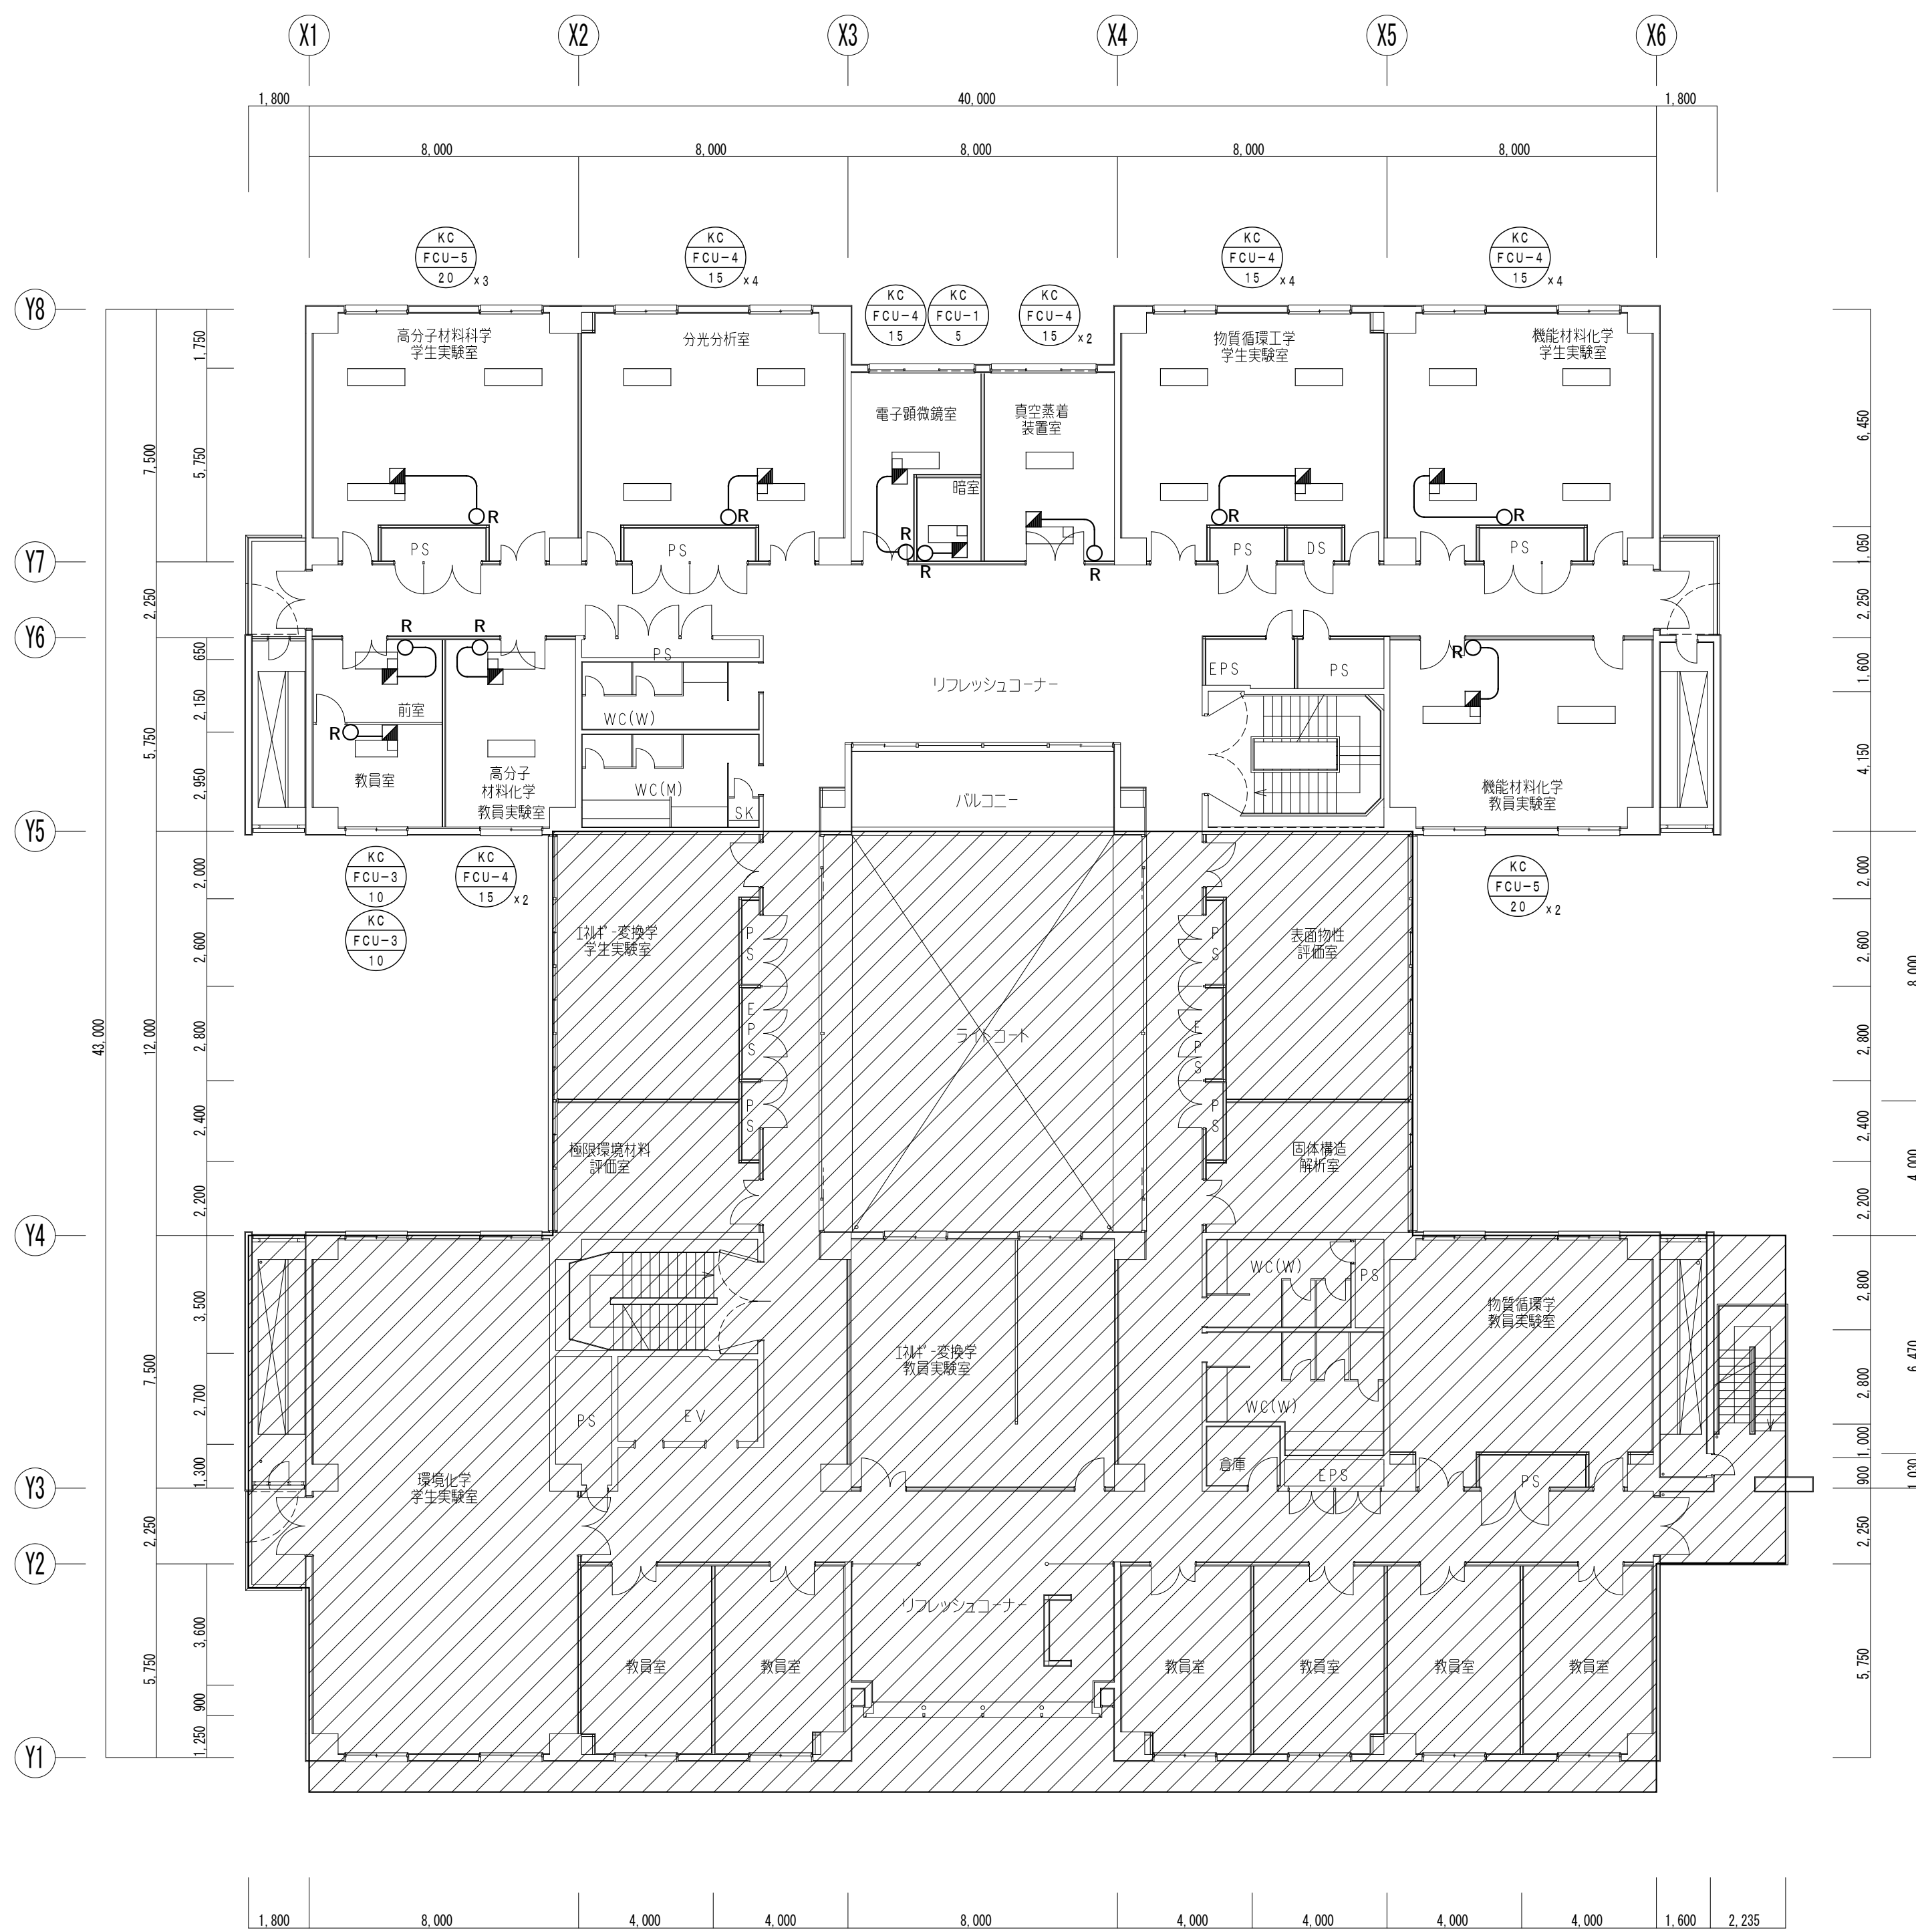 X1 X2 X3 X4 X5 X6
1,800 40,000 1,800
8,000 8,000 8,000 8,000 8,000
KC
FCU-5
20 ×3
KC
FCU-4
15 ×4
KC
FCU-4
15
KC
FCU-1
5
KC
FCU-4
15 ×2
KC
FCU-4
15 ×4
KC
FCU-4
15 ×4
Y8
高分子材料科学
学生実験室
分光分析室
電子顕微鏡室
真空蒸着
装置室
物質循環工学
学生実験室
機能材料化学
学生実験室
暗室
R
R
R
R
R
R
R
PS
PS
PS
DS
PS
Y7
Y6
R
R
R
R
前室
教員室
高分子
材料化学
教員実験室
PS
WC(W)
WC(M)
SK
リフレッシュコーナー
バルコニー
EPS
PS
機能材料化学
教員実験室
Y5
KC
FCU-3
10
KC
FCU-3
10
KC
FCU-4
15 ×2
KC
FCU-5
20 ×2
ｴﾈﾙｷﾞｰ変換学
学生実験室
PS
EPS
PS
ライトコート
PS
EPS
PS
表面物性
評価室
極限環境材料
評価室
固体構造
解析室
Y4
環境化学
学生実験室
PS
EV
ｴﾈﾙｷﾞｰ変換学
教員実験室
WC(W)
PS
WC(W)
倉庫
EPS
物質循環学
教員実験室
PS
Y3
Y2
教員室
教員室
リフレッシュコーナー
教員室
教員室
教員室
教員室
Y1
43,000
7,500
2,250
5,750
12,000
7,500
2,250
5,750
1,750
5,750
650
2,150
2,950
2,000
2,600
2,800
2,400
2,200
3,500
2,700
1,300
3,600
900
1,250
6,450
1,050
2,250
1,600
4,150
2,000
2,600
2,800
2,400
2,200
2,800
2,800
1,000
900
2,250
5,750
8,000
4,000
6,470
1,030
1,800 8,000 4,000 4,000 8,000 4,000 4,000 4,000 4,000 1,600 2,235